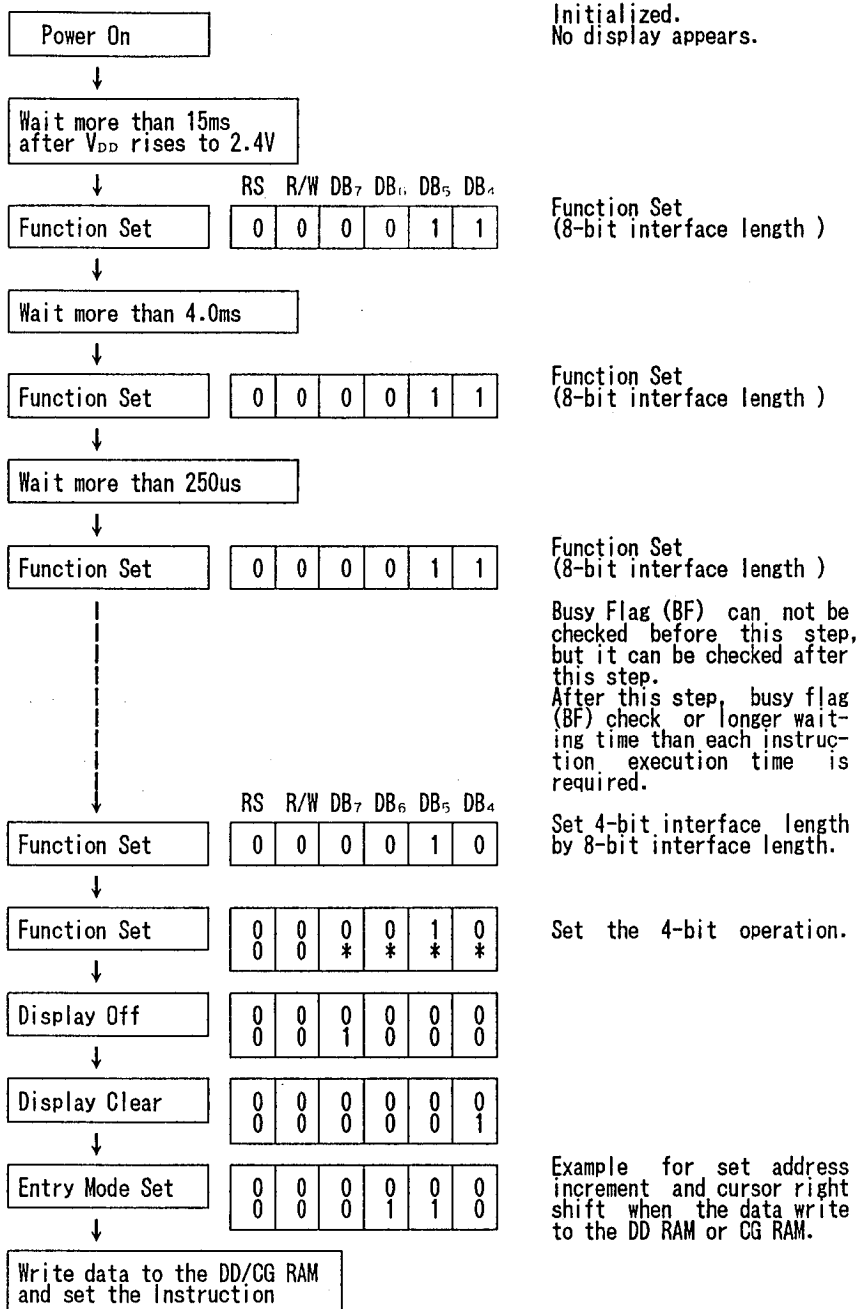 Initialized.
Power On
No display appears.
Wait more than 15ms
after VDD rises to 2.4V
RS R/W DB7 DB6 DB5 DB4
Function Set 0 0 0 0 1 1
Function Set
(8-bit interface length )
Wait more than 4.0ms
Function Set 0 0 0 0 1 1
Function Set
(8-bit interface length )
Wait more than 250us
Function Set 0 0 0 0 1 1
Function Set
(8-bit interface length )
Busy Flag (BF) can not be
checked before this step,
but it can be checked after
this step.
After this step, busy flag
(BF) check or longer wait-
ing time than each instruc-
tion execution time is
required.
RS R/W DB7 DB6 DB5 DB4
Function Set 0 0 0 0 1 0
Set 4-bit interface length
by 8-bit interface length.
Function Set 0 0 0 0 1 0
0 0 * * * *
Set the 4-bit operation.
Display Off 0 0 0 0 0 0
0 0 1 0 0 0
Display Clear 0 0 0 0 0 0
0 0 0 0 0 1
Entry Mode Set 0 0 0 0 0 0
0 0 0 1 1 0
Example for set address
increment and cursor right
shift when the data write
to the DD RAM or CG RAM.
Write data to the DD/CG RAM
and set the Instruction